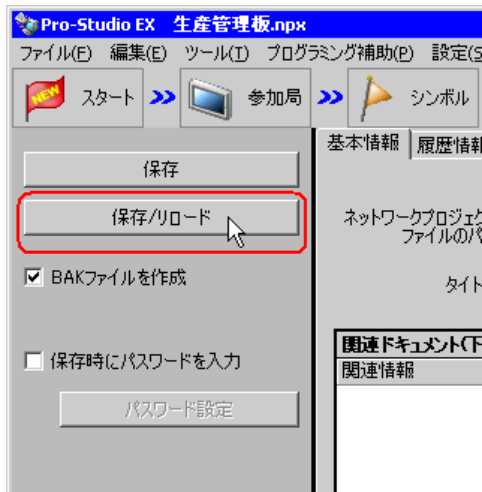 Pro-Studio EX 生産管理板.npx
ファイル(F) 編集(E) ツール(T) プログラミング補助(P) 設定(S
NEW スタート 参加局 シンボル
基本情報 履歴情報
保存
保存/リロード
ネットワークプロジェク
ファイルのパ
BAKファイルを作成
タイト
保存時にパスワードを入力
関連ドキュメント(下
関連情報
パスワード設定